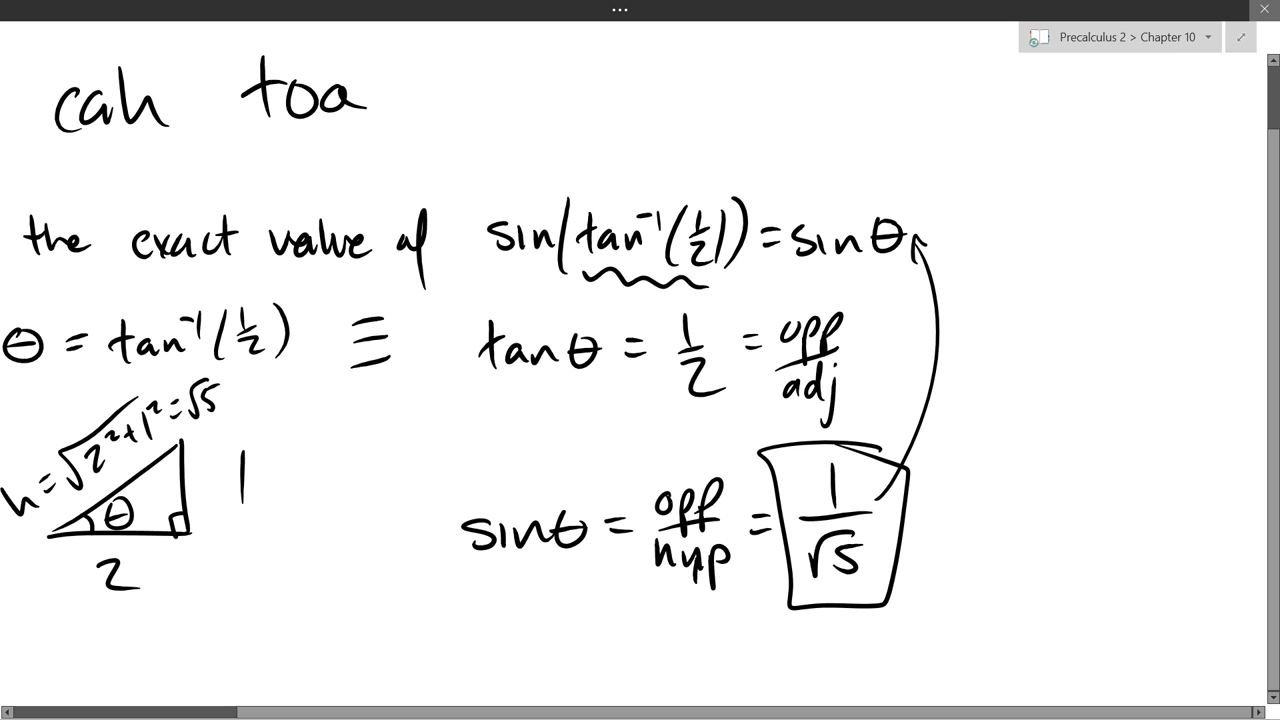 Precalculus 2 > Chapter 10
cah toa
the exact value of sin(tan⁻¹(1/2)) = sin θ
θ = tan⁻¹(1/2) ≡ tan θ = 1/2 = opp/adj
h = √(2² + 1²) = √5
θ 1
2
sin θ = opp/hyp = 1/√5